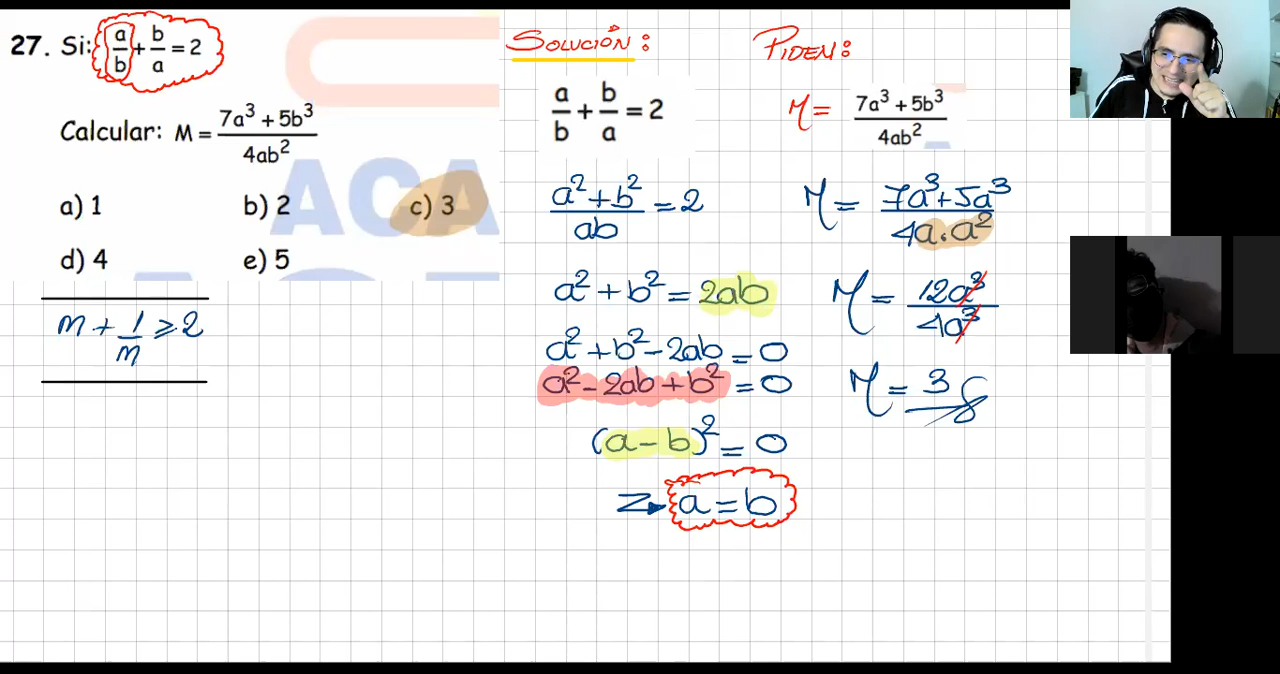 27. Si: a/b + b/a = 2
Calcular: M = (7a³ + 5b³)/(4ab²)
a) 1 b) 2 c) 3
d) 4 e) 5
m + 1/m ≥ 2
SOLUCIÓN:
a/b + b/a = 2
(a² + b²)/(ab) = 2
a² + b² = 2ab
a² + b² - 2ab = 0
a² - 2ab + b² = 0
(a - b)² = 0
a = b
PIDEN:
M = (7a³ + 5b³)/(4ab²)
M = (7a³ + 5a³)/(4a·a²)
M = 12a³/4a³
M = 3